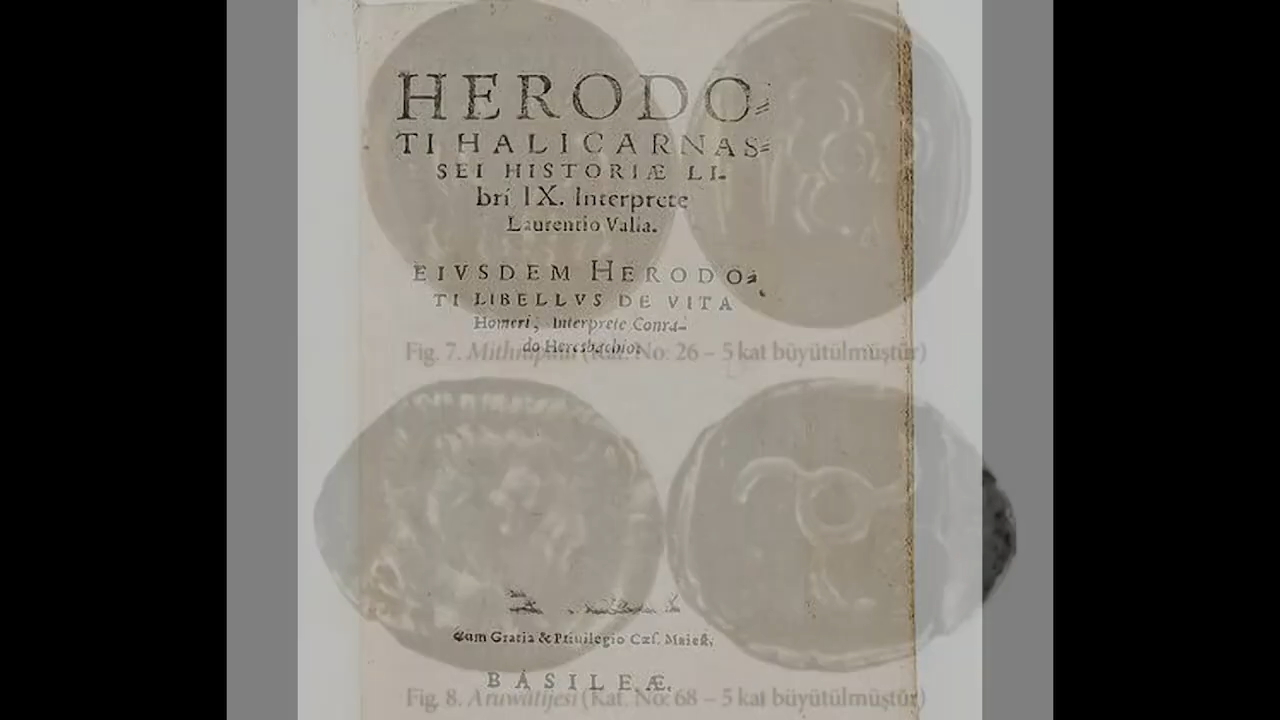 HERODO⸗
TI HALICARNAS⸗
SEI HISTORIÆ LI⸗
bri IX. Interprete
Laurentio Valla.
EIVSDEM HERODO⸗
TI LIBELLVS DE VITA
Homeri, Interprete Conra⸗
do Heresbachio.
Fig. 7. Mithrapata (Kat. No: 26 – 5 kat büyütülmüştür)
Cum Gratia & Priuilegio Cæs. Maiest.
BASILEÆ.
Fig. 8. Aruwatijesi (Kat. No: 68 – 5 kat büyütülmüştür)